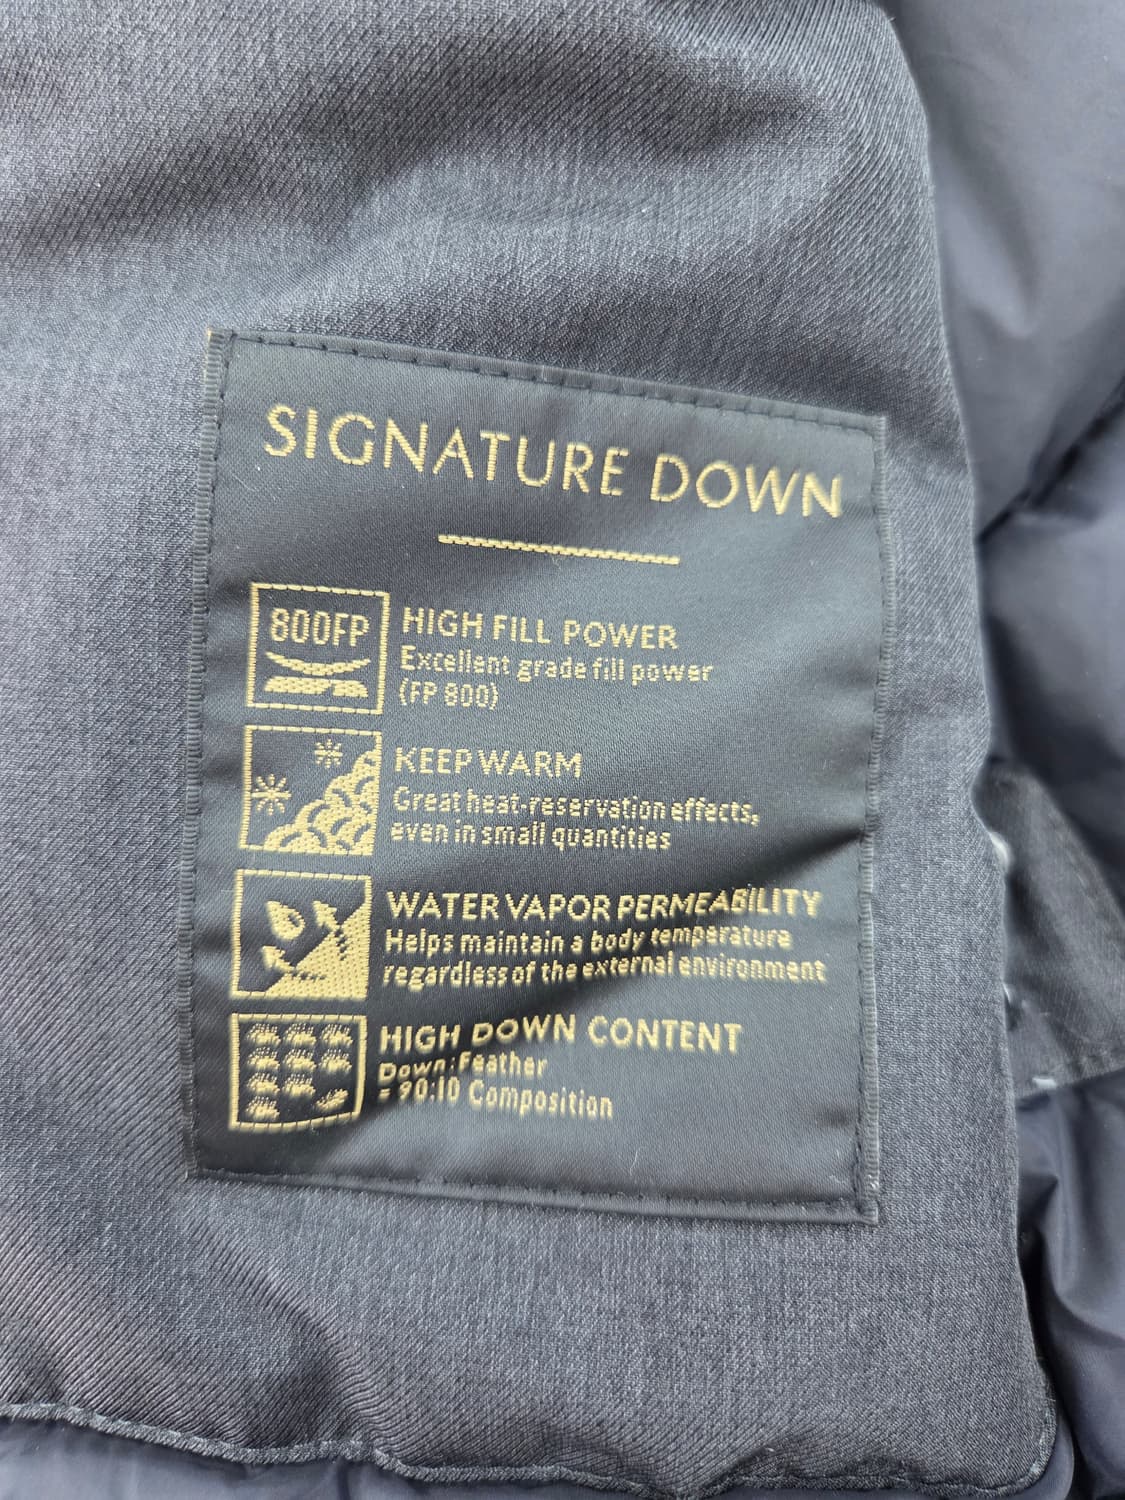 SIGNATURE DOWN
800FP
HIGH FILL POWER
Excellent grade fill power
(FP 800)
KEEP WARM
Great heat-reservation effects,
even in small quantities
WATER VAPOR PERMEABILITY
Helps maintain a body temperature
regardless of the external environment
HIGH DOWN CONTENT
Down:Feather
= 90:10 Composition